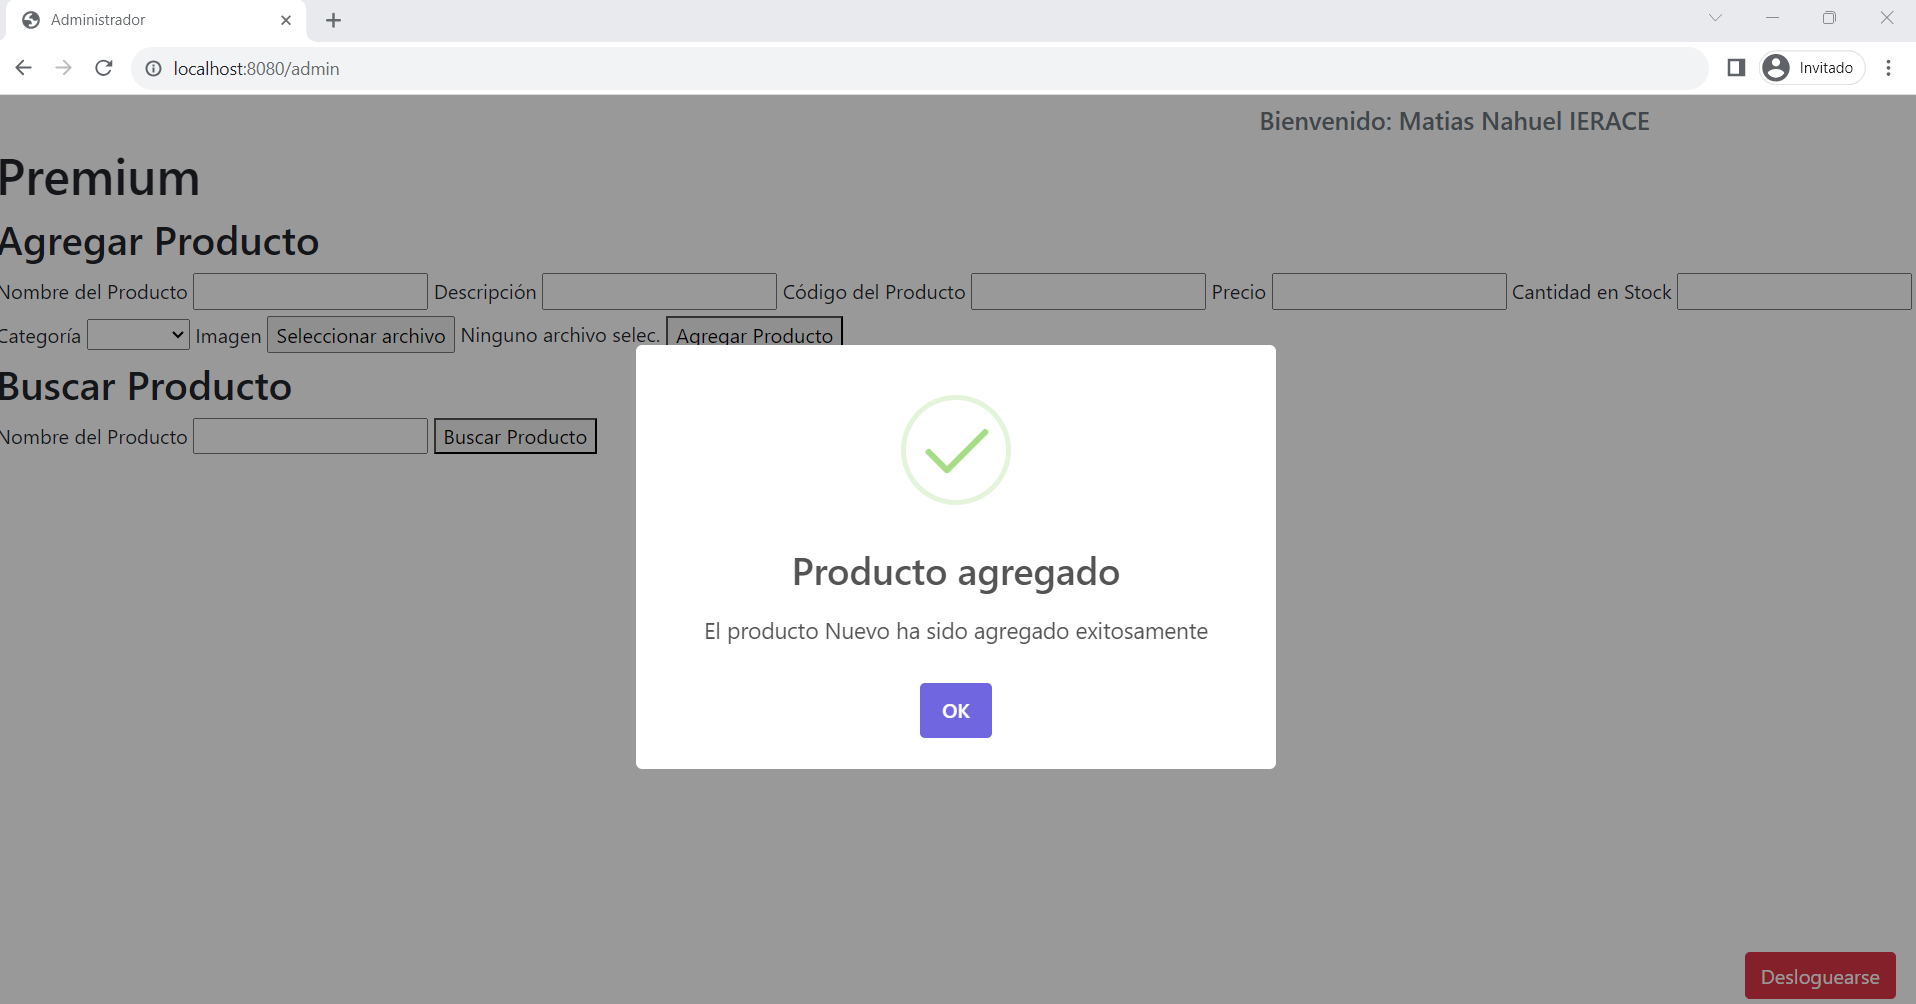 Administrador
localhost:8080/admin
Invitado
Bienvenido: Matias Nahuel IERACE
Premium
Agregar Producto
Nombre del Producto Descripción Código del Producto Precio Cantidad en Stock
Categoría Imagen Seleccionar archivo Ninguno archivo selec. Agregar Producto
Buscar Producto
Nombre del Producto Buscar Producto
Producto agregado
El producto Nuevo ha sido agregado exitosamente
OK
Desloguearse